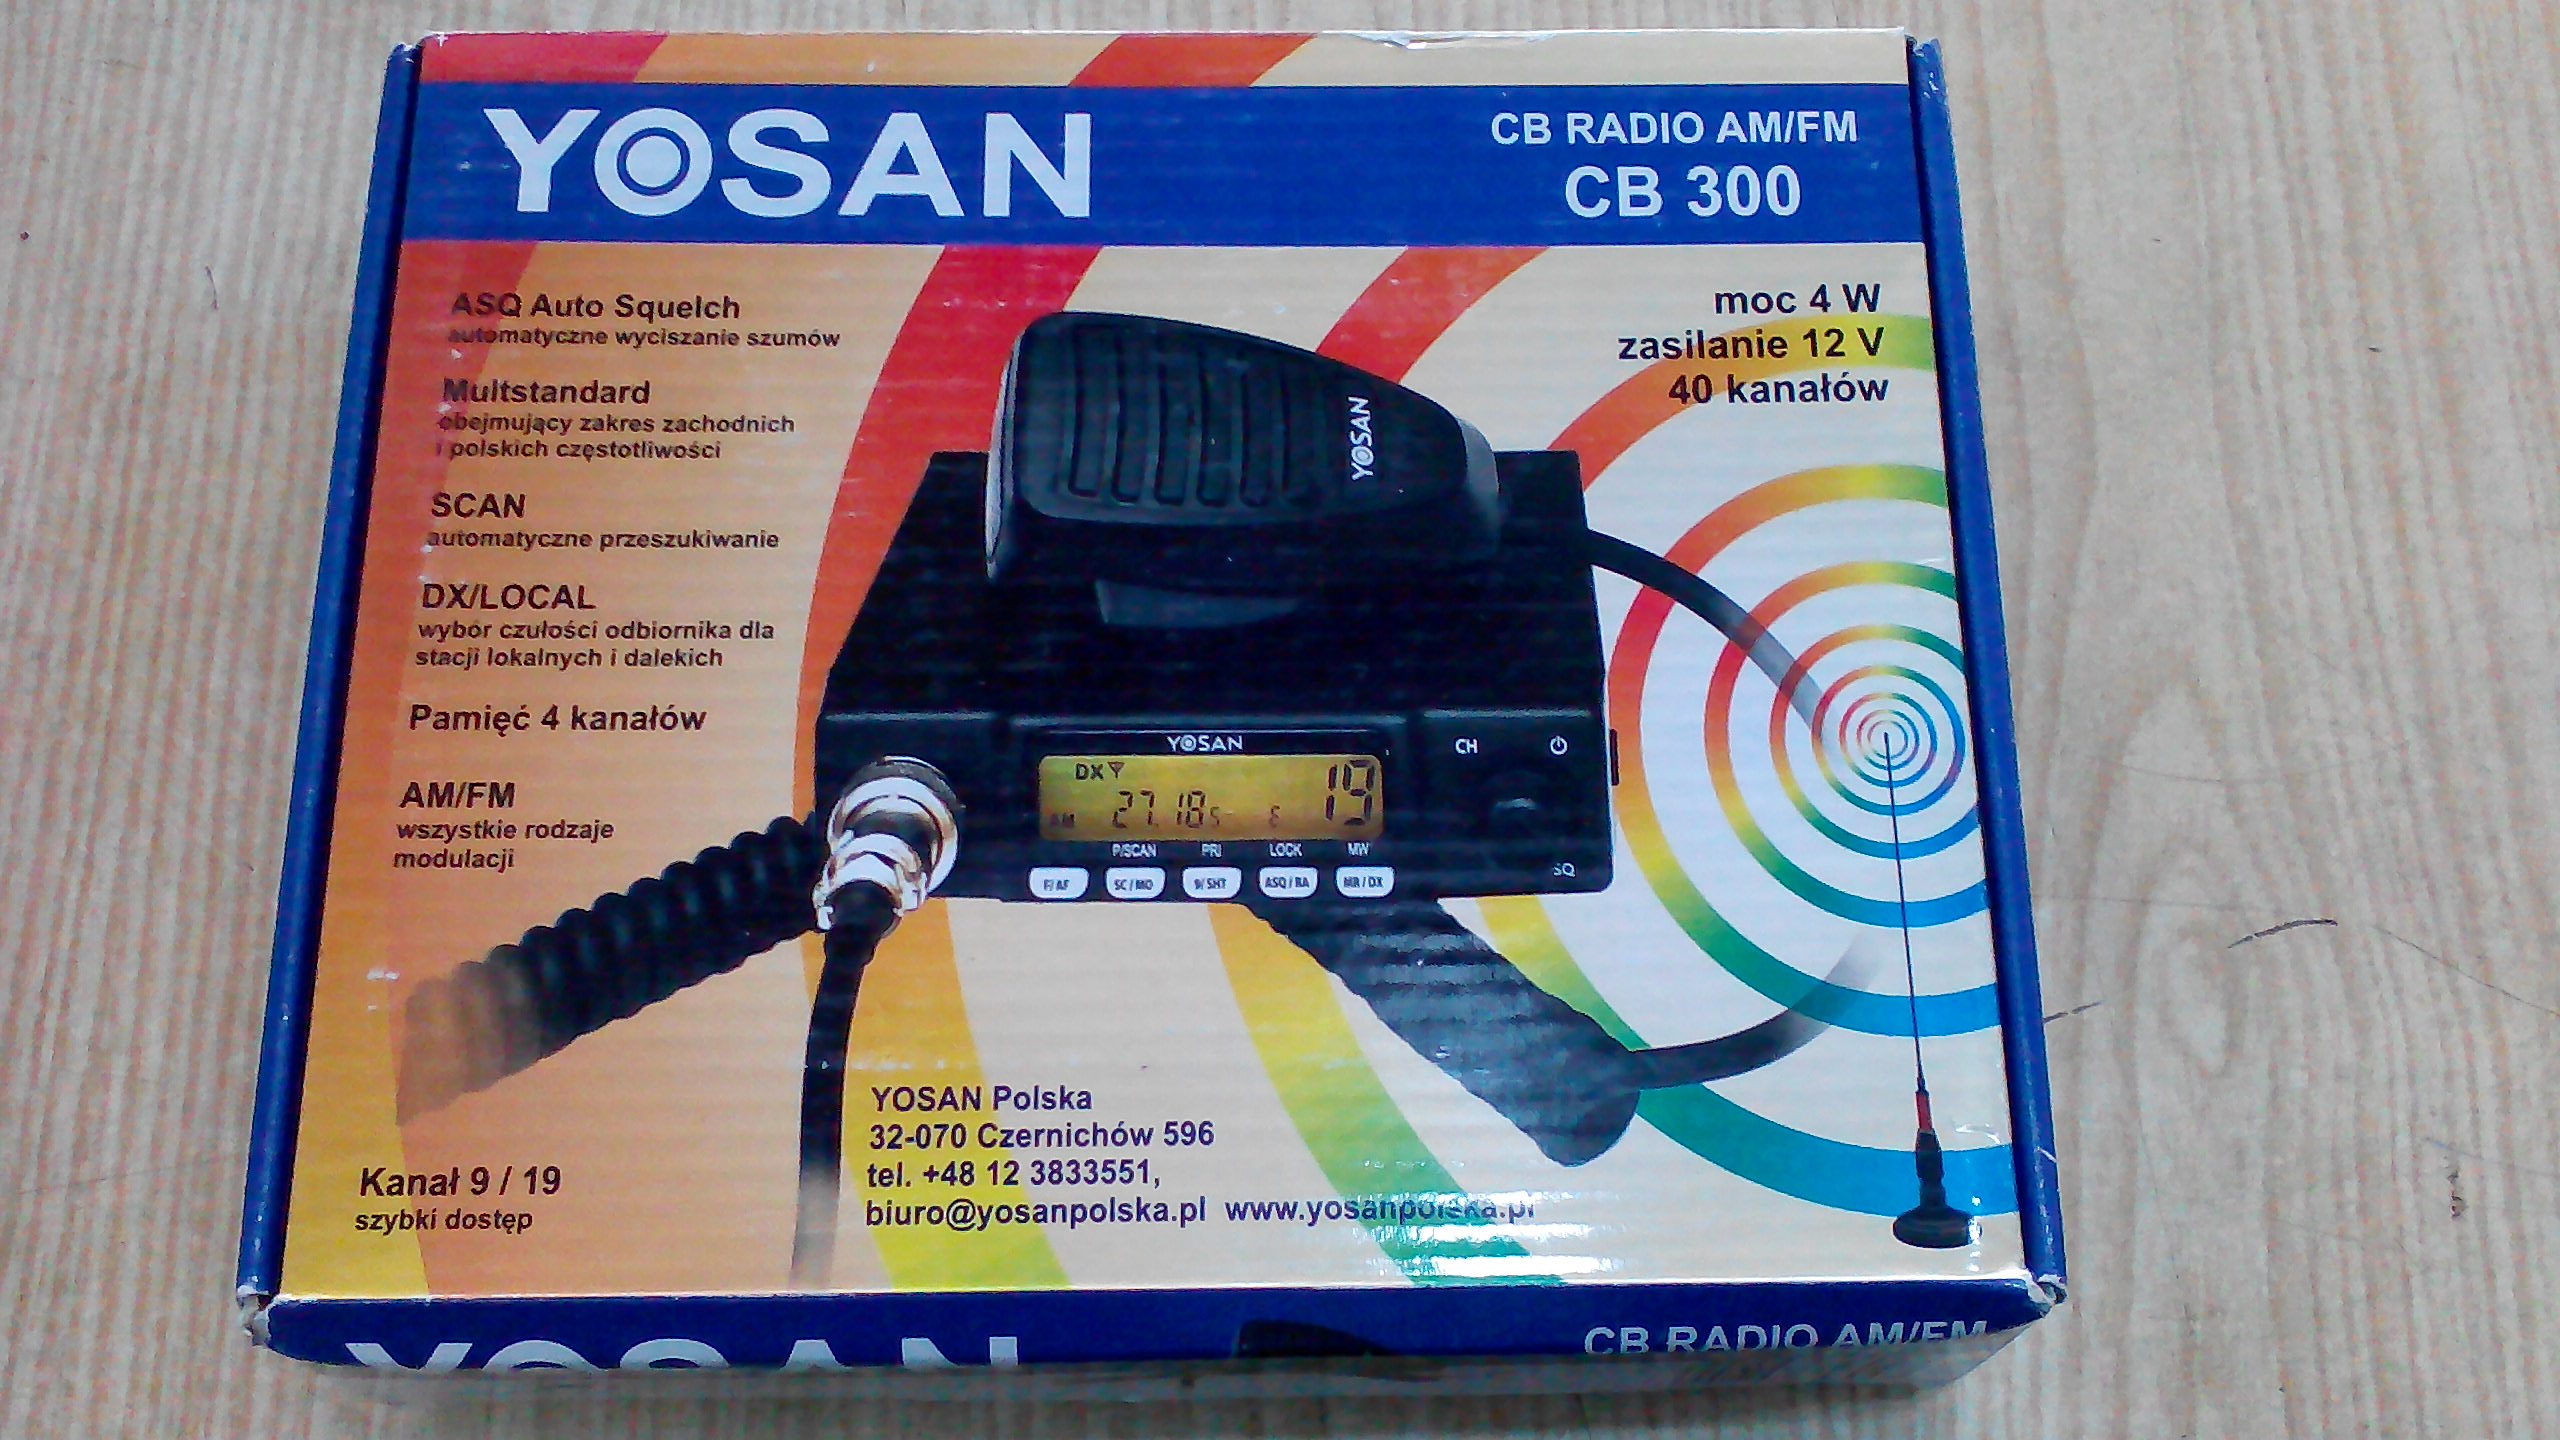 YOSAN
CB RADIO AM/FM
CB 300
ASQ Auto Squelch
automatyczne wyciszanie szumów
Multstandard
obejmujący zakres zachodnich
i polskich częstotliwości
SCAN
automatyczne przeszukiwanie
DX/LOCAL
wybór czułości odbiornika dla
stacji lokalnych i dalekich
Pamięć 4 kanałów
AM/FM
wszystkie rodzaje
modulacji
Kanał 9 / 19
szybki dostęp
moc 4 W
zasilanie 12 V
40 kanałów
YOSAN
YOSAN
CH
DX
19
AM 27.185
P/SCAN PRI LOCK MW
F/AF SC/MO 9/SHT ASQ/RA MR/DX
SQ
YOSAN Polska
32-070 Czernichów 596
tel. +48 12 3833551,
biuro@yosanpolska.pl www.yosanpolska.pl
YOSAN
CB RADIO AM/FM